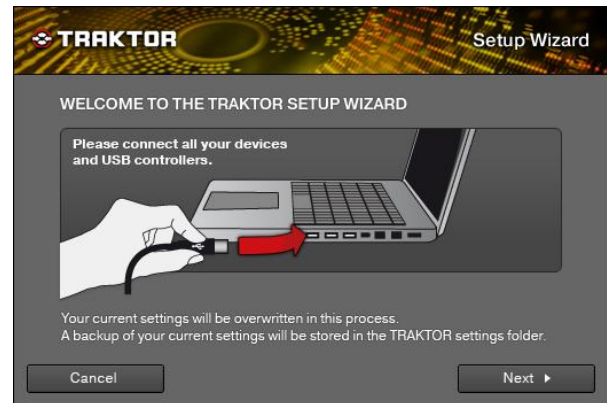 TRAKTOR
Setup Wizard
WELCOME TO THE TRAKTOR SETUP WIZARD
Please connect all your devices
and USB controllers.
Your current settings will be overwritten in this process.
A backup of your current settings will be stored in the TRAKTOR settings folder.
Cancel
Next